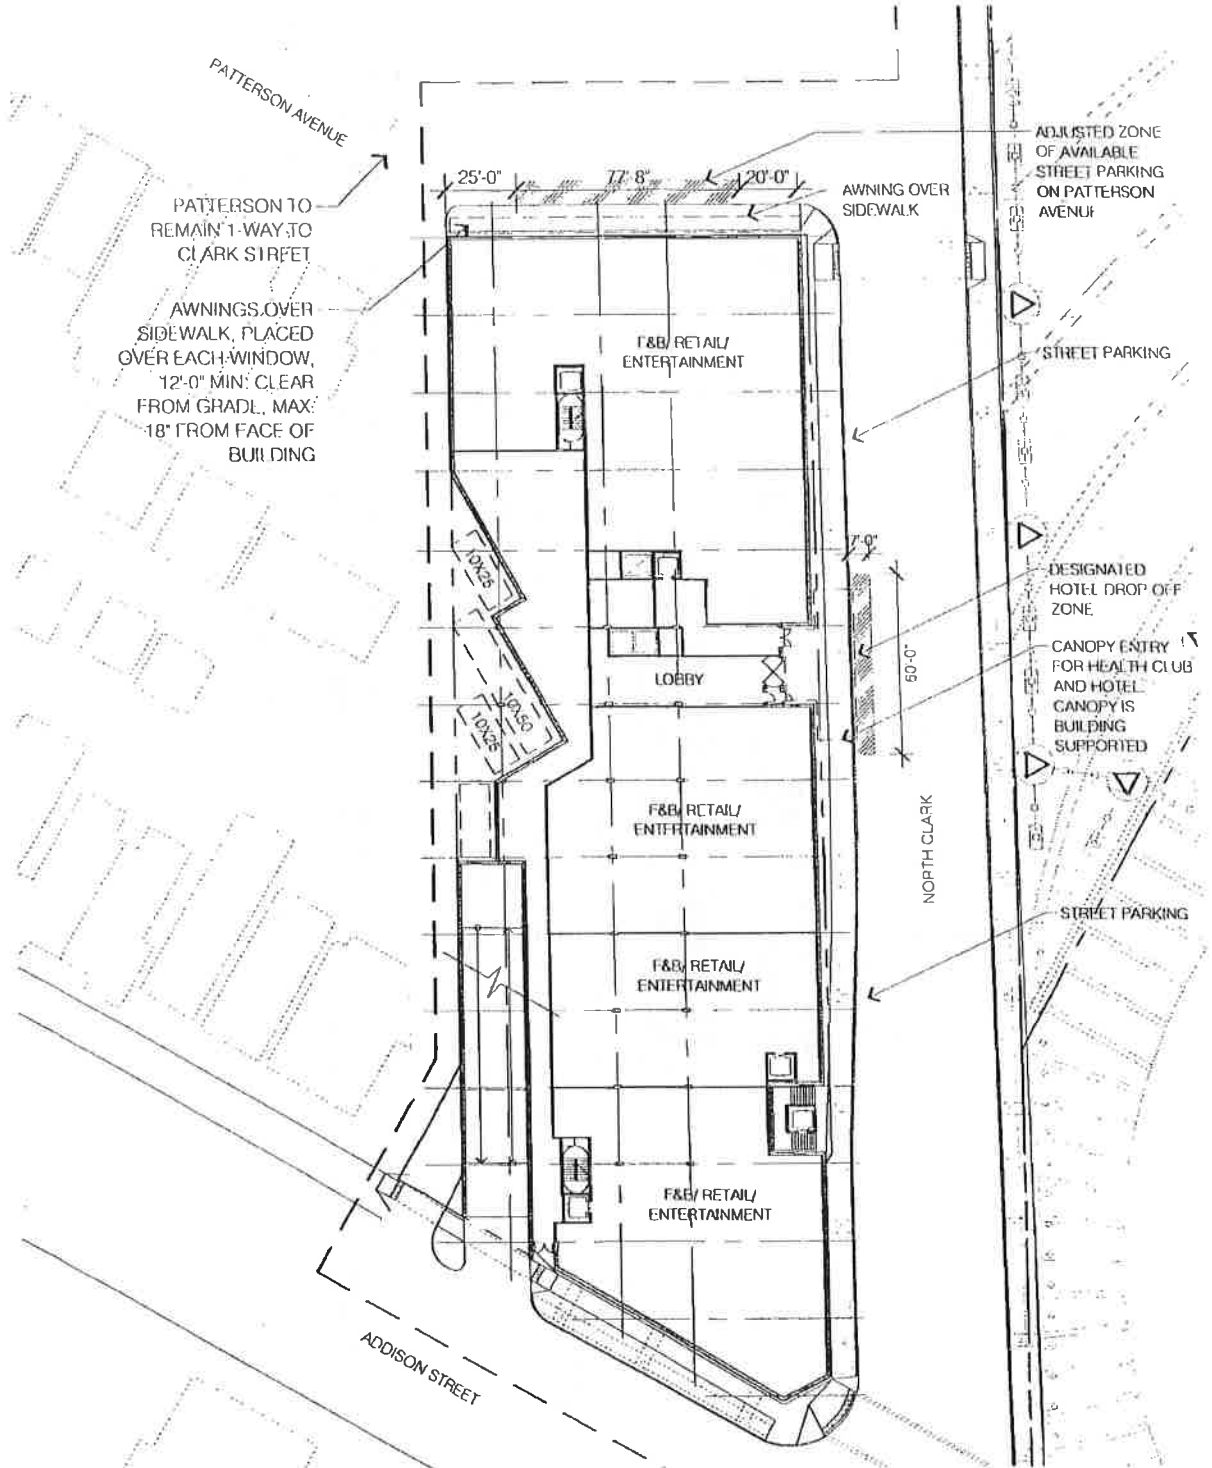 PATTERSON AVENUE
PATTERSON TO
REMAIN 1-WAY TO
CLARK STREET
AWNINGS OVER
SIDEWALK, PLACED
OVER EACH WINDOW,
12'-0" MIN. CLEAR
FROM GRADE, MAX.
18" FROM FACE OF
BUILDING
25'-0"
77'-8"
20'-0"
ADJUSTED ZONE
OF AVAILABLE
STREET PARKING
ON PATTERSON
AVENUE
AWNING OVER
SIDEWALK
F&B/ RETAIL/
ENTERTAINMENT
STREET PARKING
7'-0"
10X25
DESIGNATED
HOTEL DROP OFF
ZONE
60'-0"
CANOPY ENTRY
FOR HEALTH CLUB
AND HOTEL.
CANOPY IS
BUILDING
SUPPORTED
LOBBY
10X50
10X25
F&B/ RETAIL/
ENTERTAINMENT
NORTH CLARK
STREET PARKING
F&B/ RETAIL/
ENTERTAINMENT
F&B/ RETAIL/
ENTERTAINMENT
ADDISON STREET